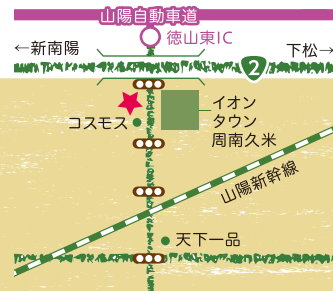 山陽自動車道
徳山東IC
←新南陽
下松→
2
イオン
タウン
周南久米
コスモス
山陽新幹線
天下一品